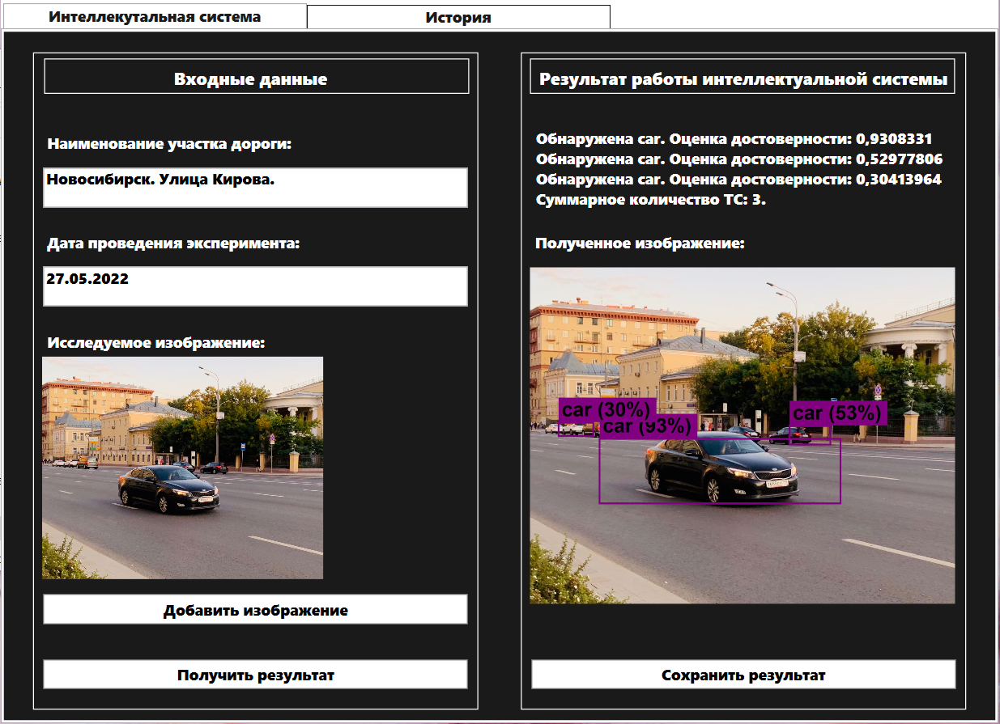 Интеллекутальная система
История
Входные данные
Наименование участка дороги:
Новосибирск. Улица Кирова.
Дата проведения эксперимента:
27.05.2022
Исследуемое изображение:
Добавить изображение
Получить результат
Результат работы интеллектуальной системы
Обнаружена car. Оценка достоверности: 0,9308331
Обнаружена car. Оценка достоверности: 0,52977806
Обнаружена car. Оценка достоверности: 0,30413964
Суммарное количество ТС: 3.
Полученное изображение:
car (30%)
car (93%)
car (53%)
Сохранить результат